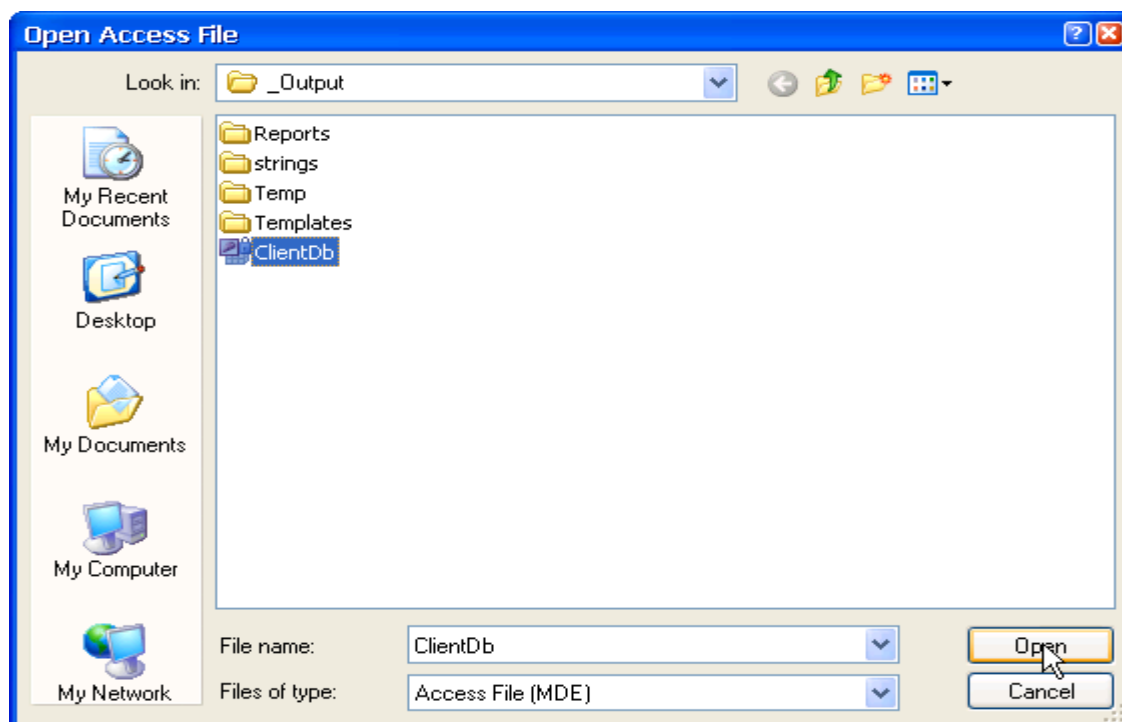 Open Access File
Look in:
_Output
Reports
strings
Temp
Templates
ClientDb
My Recent
Documents
Desktop
My Documents
My Computer
My Network
File name:
ClientDb
Open
Files of type:
Access File (MDE)
Cancel